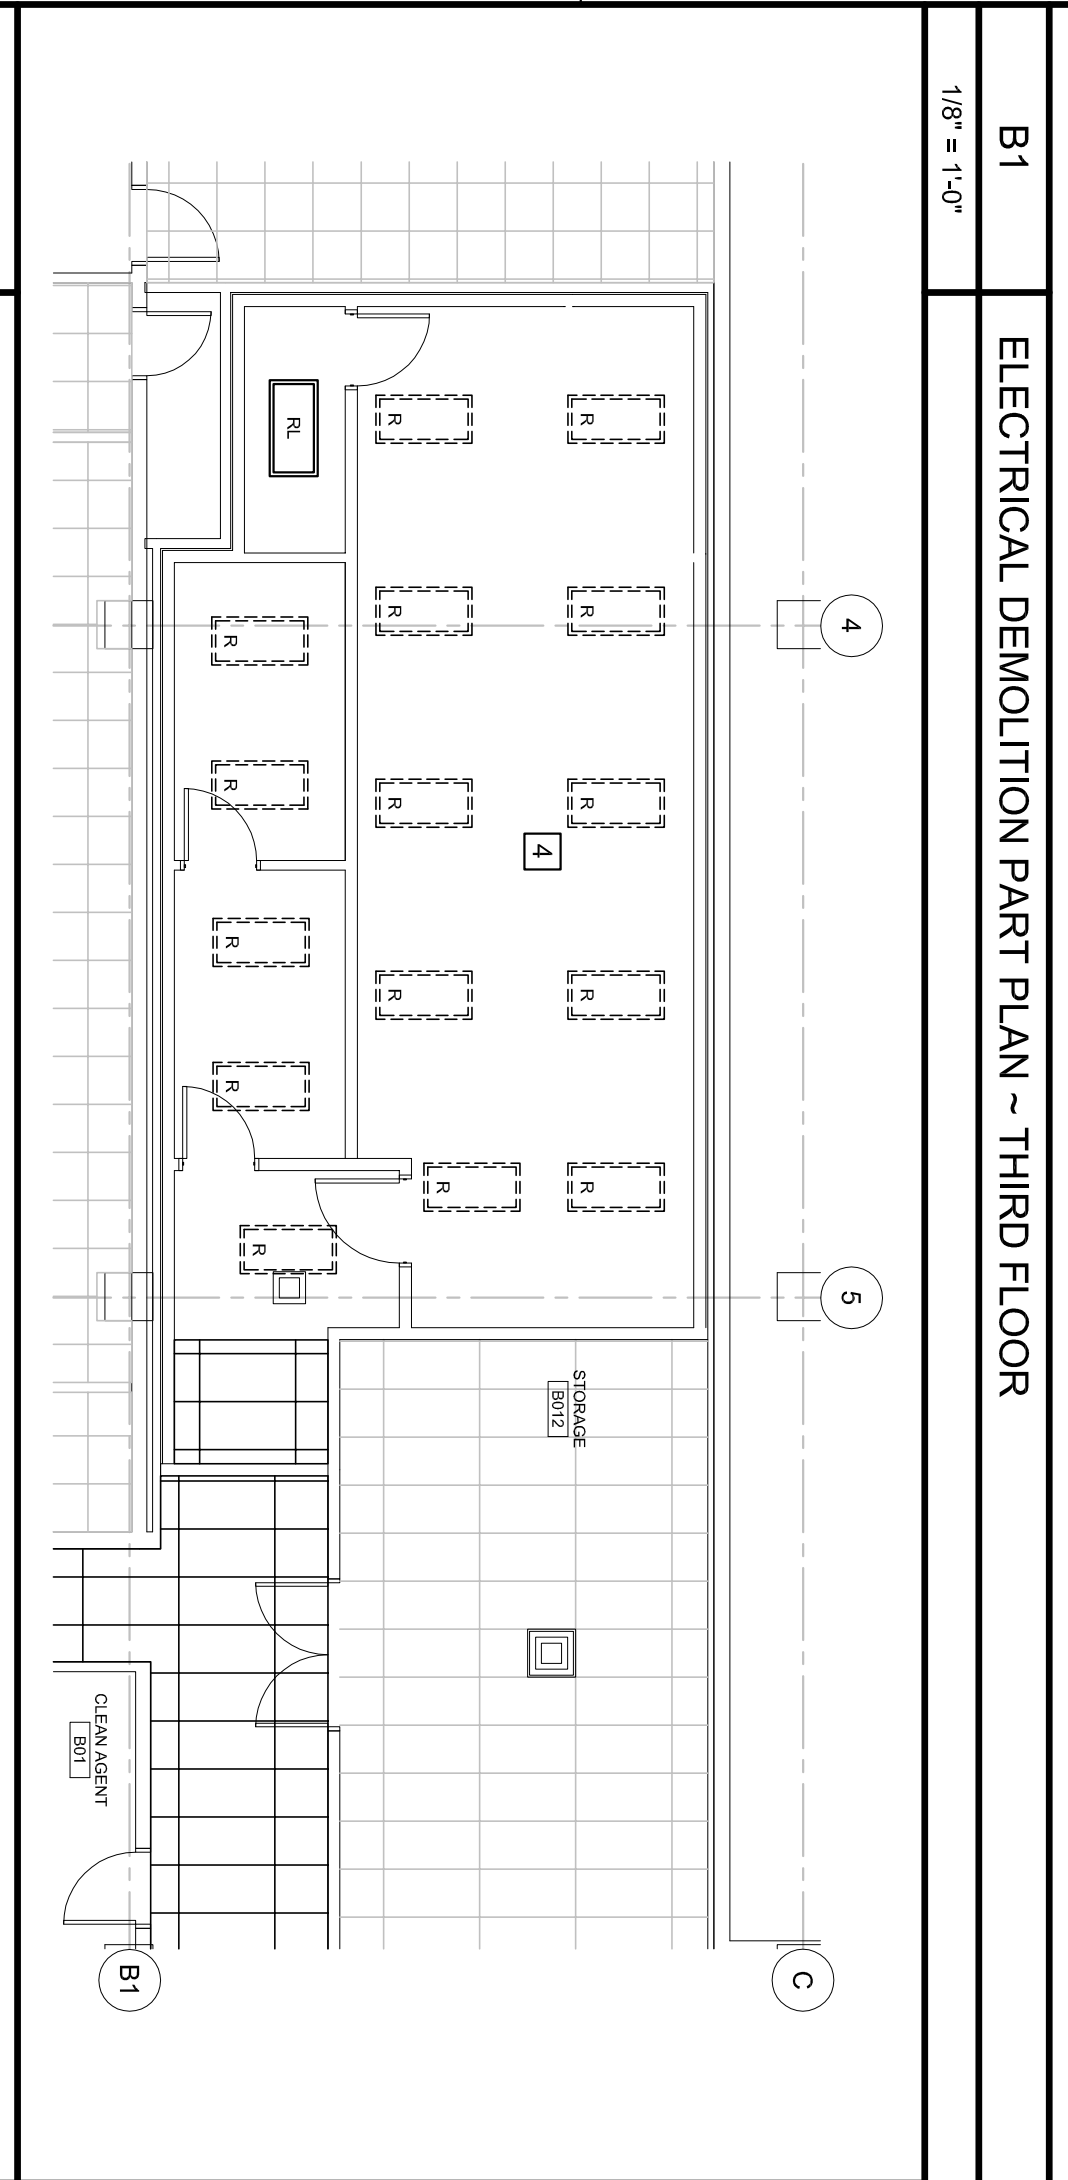 B1
ELECTRICAL DEMOLITION PART PLAN ~ THIRD FLOOR
1/8" = 1'-0"
4
5
C
B1
R
R
R
R
R
4
STORAGE
B012
R
R
R
R
R
RL
R
R
R
R
R
CLEAN AGENT
B01